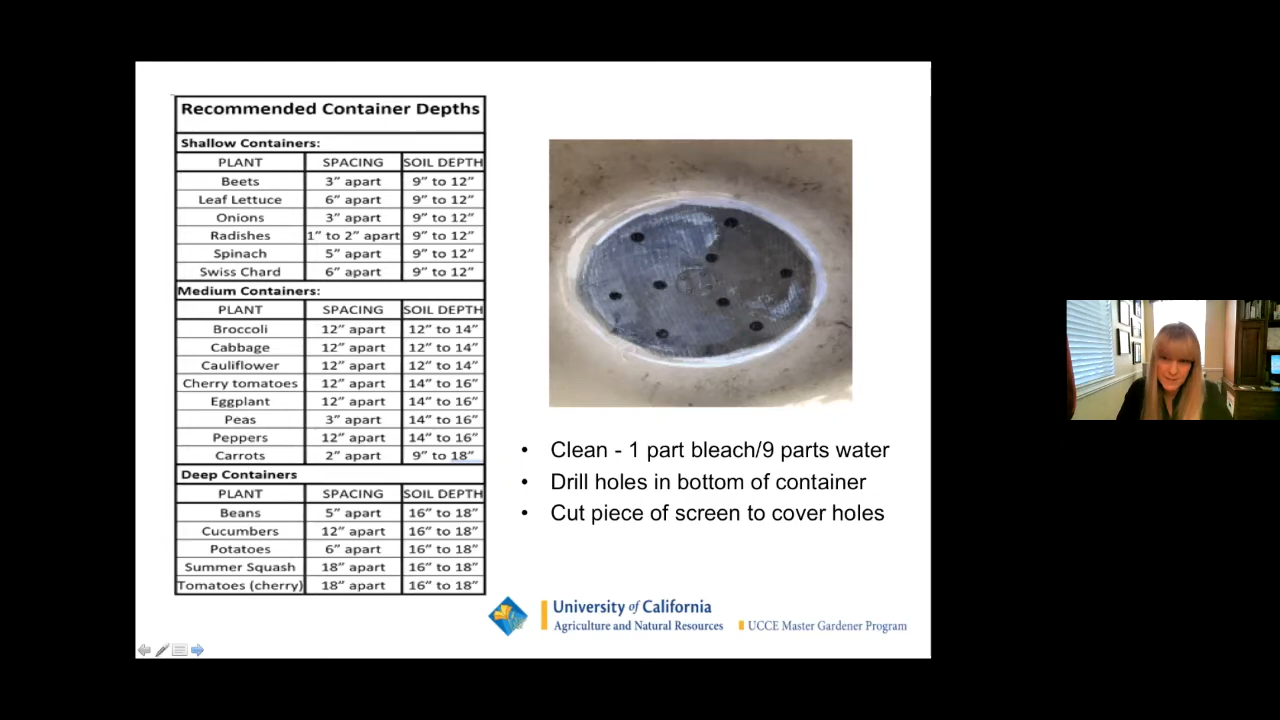 Recommended Container Depths
Shallow Containers:
PLANT SPACING SOIL DEPTH
Beets 3” apart 9” to 12”
Leaf Lettuce 6” apart 9” to 12”
Onions 3” apart 9” to 12”
Radishes 1” to 2” apart 9” to 12”
Spinach 5” apart 9” to 12”
Swiss Chard 6” apart 9” to 12”
Medium Containers:
PLANT SPACING SOIL DEPTH
Broccoli 12” apart 12” to 14”
Cabbage 12” apart 12” to 14”
Cauliflower 12” apart 12” to 14”
Cherry tomatoes 12” apart 14” to 16”
Eggplant 12” apart 14” to 16”
Peas 3” apart 14” to 16”
Peppers 12” apart 14” to 16”
Carrots 2” apart 9” to 18”
Deep Containers
PLANT SPACING SOIL DEPTH
Beans 5” apart 16” to 18”
Cucumbers 12” apart 16” to 18”
Potatoes 6” apart 16” to 18”
Summer Squash 18” apart 16” to 18”
Tomatoes (cherry) 18” apart 16” to 18”
• Clean - 1 part bleach/9 parts water
• Drill holes in bottom of container
• Cut piece of screen to cover holes
University of California
Agriculture and Natural Resources
UCCE Master Gardener Program